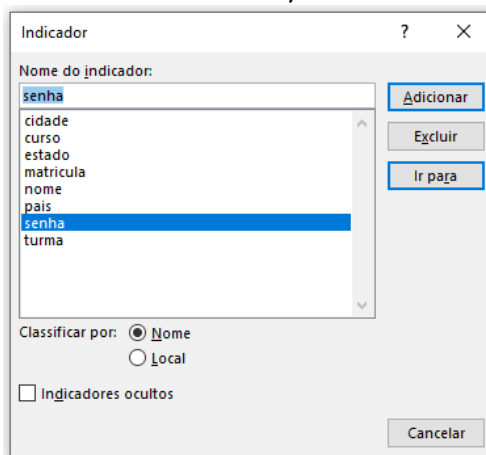 Indicador ? ×
Nome do indicador:
senha
Adicionar
cidade
curso
estado
matricula
nome
pais
senha
turma
Excluir
Ir para
Classificar por: Nome
Local
Indicadores ocultos
Cancelar